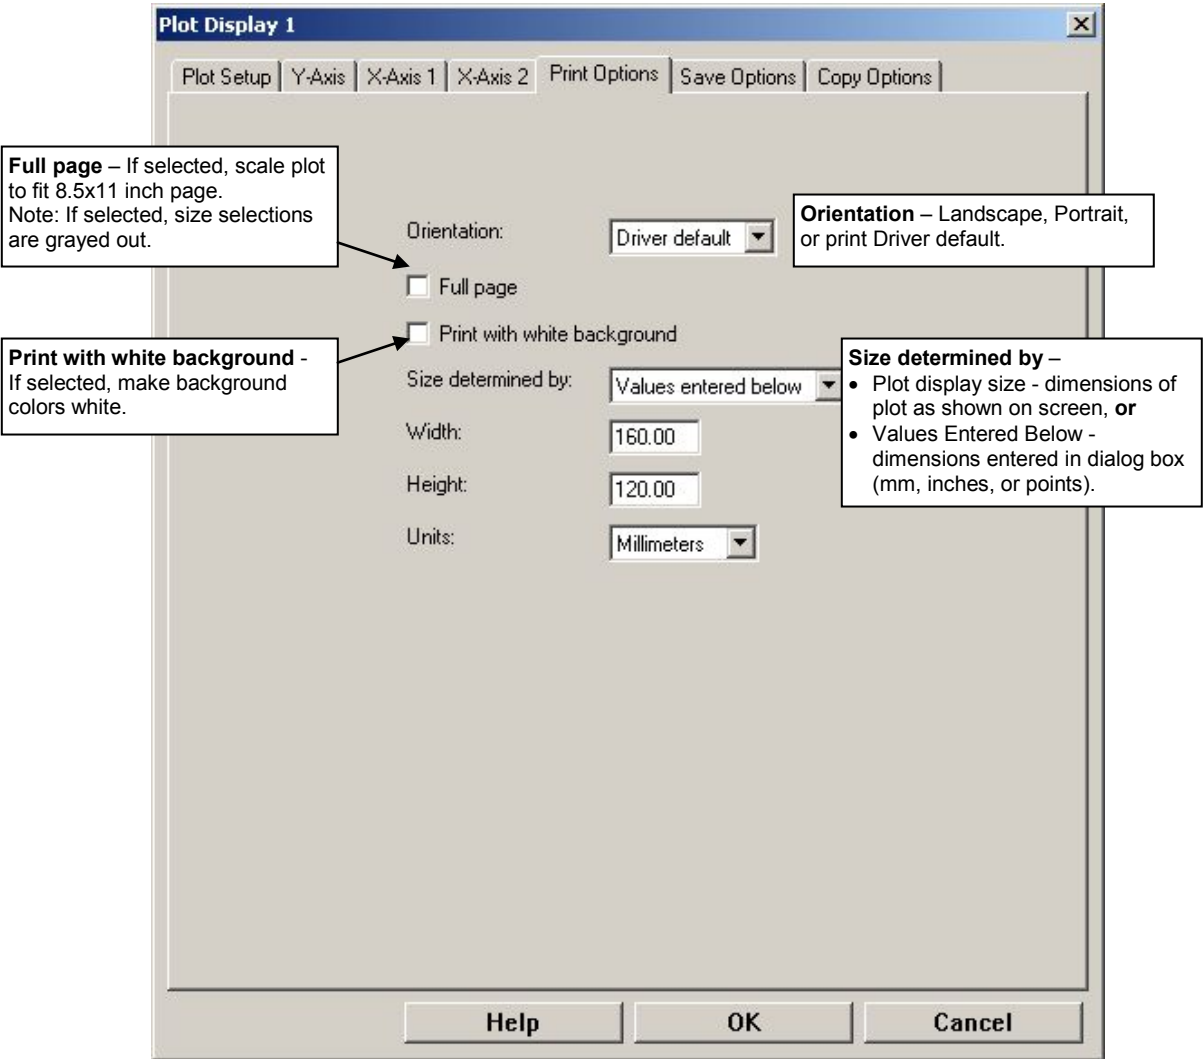 Plot Display 1
Plot Setup Y-Axis X-Axis 1 X-Axis 2 Print Options Save Options Copy Options
Full page – If selected, scale plot
to fit 8.5x11 inch page.
Note: If selected, size selections
are grayed out.
Orientation: Driver default
Orientation – Landscape, Portrait,
or print Driver default.
Full page
Print with white background
Print with white background -
If selected, make background
colors white.
Size determined by: Values entered below
Size determined by –
• Plot display size - dimensions of
plot as shown on screen, or
• Values Entered Below -
dimensions entered in dialog box
(mm, inches, or points).
Width: 160.00
Height: 120.00
Units: Millimeters
Help OK Cancel